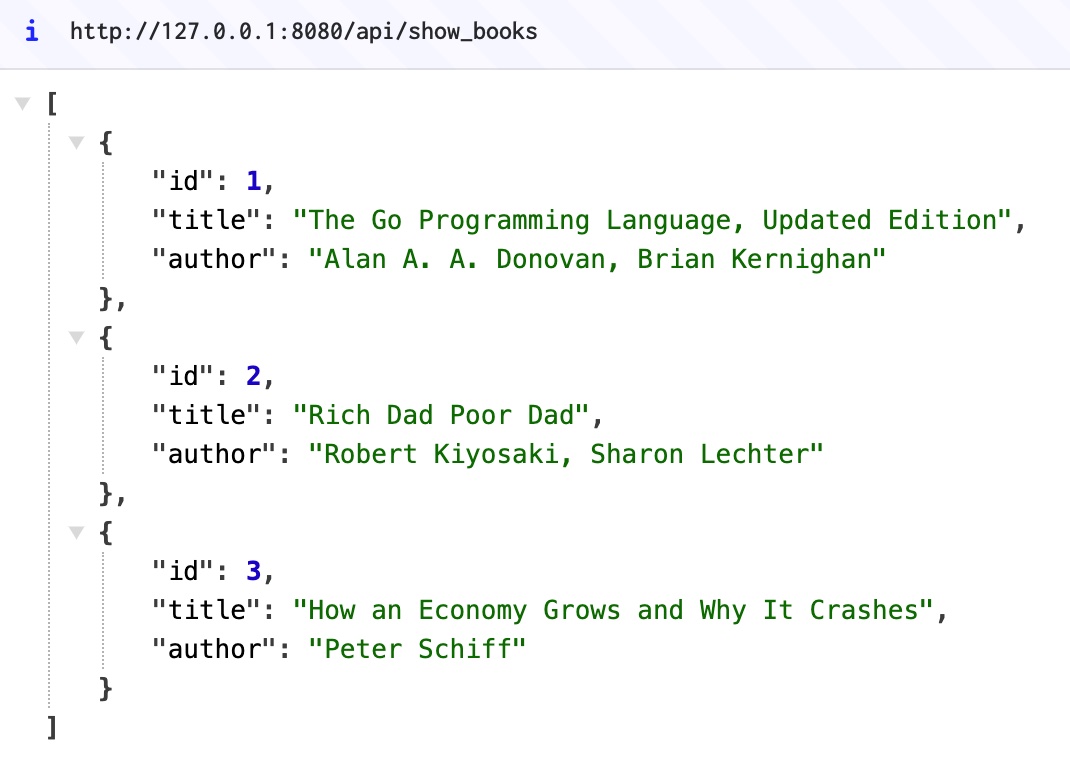 i http://127.0.0.1:8080/api/show_books
[
{
"id": 1,
"title": "The Go Programming Language, Updated Edition",
"author": "Alan A. A. Donovan, Brian Kernighan"
},
{
"id": 2,
"title": "Rich Dad Poor Dad",
"author": "Robert Kiyosaki, Sharon Lechter"
},
{
"id": 3,
"title": "How an Economy Grows and Why It Crashes",
"author": "Peter Schiff"
}
]